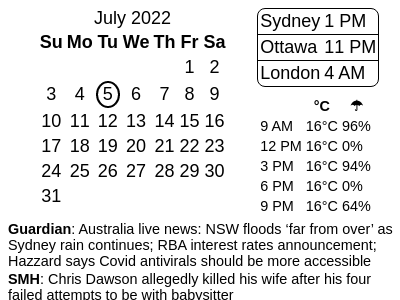 July 2022
Su Mo Tu We Th Fr Sa
1 2
3 4 5 6 7 8 9
10 11 12 13 14 15 16
17 18 19 20 21 22 23
24 25 26 27 28 29 30
31
Sydney 1 PM
Ottawa 11 PM
London 4 AM
°C ☂
9 AM 16°C 96%
12 PM 16°C 0%
3 PM 16°C 94%
6 PM 16°C 0%
9 PM 16°C 64%
Guardian: Australia live news: NSW floods ‘far from over’ as
Sydney rain continues; RBA interest rates announcement;
Hazzard says Covid antivirals should be more accessible
SMH: Chris Dawson allegedly killed his wife after his four
failed attempts to be with babysitter